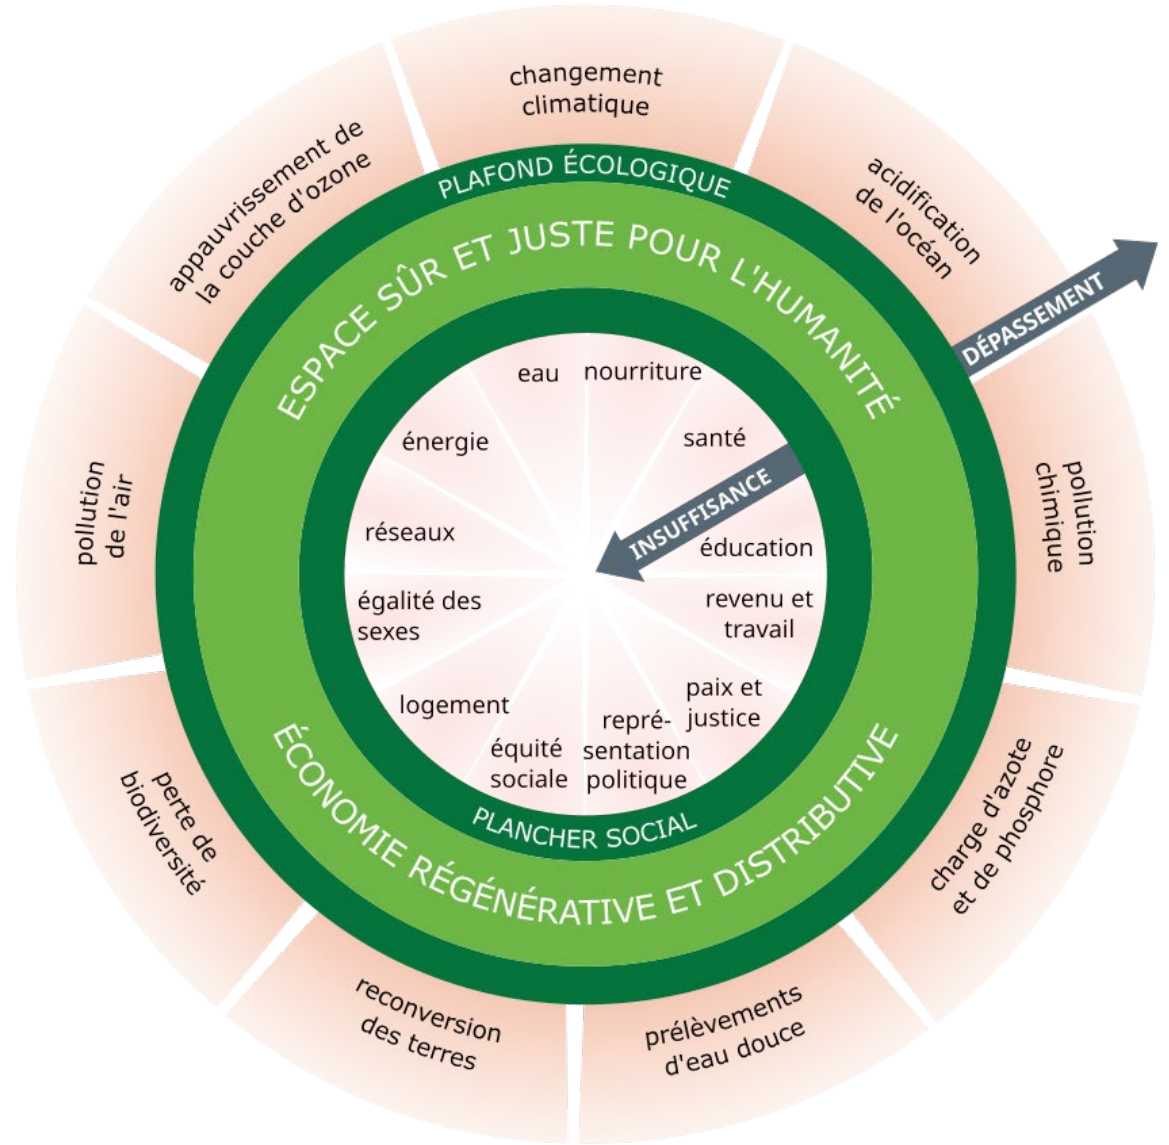 changement
climatique
acidification
de l'océan
DÉPASSEMENT
pollution
chimique
charge d'azote
et de phosphore
prélèvements
d'eau douce
reconversion
des terres
perte de
biodiversité
pollution
de l'air
appauvrissement de
la couche d'ozone
PLAFOND ÉCOLOGIQUE
ESPACE SÛR ET JUSTE POUR L'HUMANITÉ
eau
nourriture
santé
INSUFFISANCE
éducation
revenu et
travail
paix et
justice
repré-
sentation
politique
équité
sociale
logement
égalité des
sexes
réseaux
énergie
PLANCHER SOCIAL
ÉCONOMIE RÉGÉNÉRATIVE ET DISTRIBUTIVE